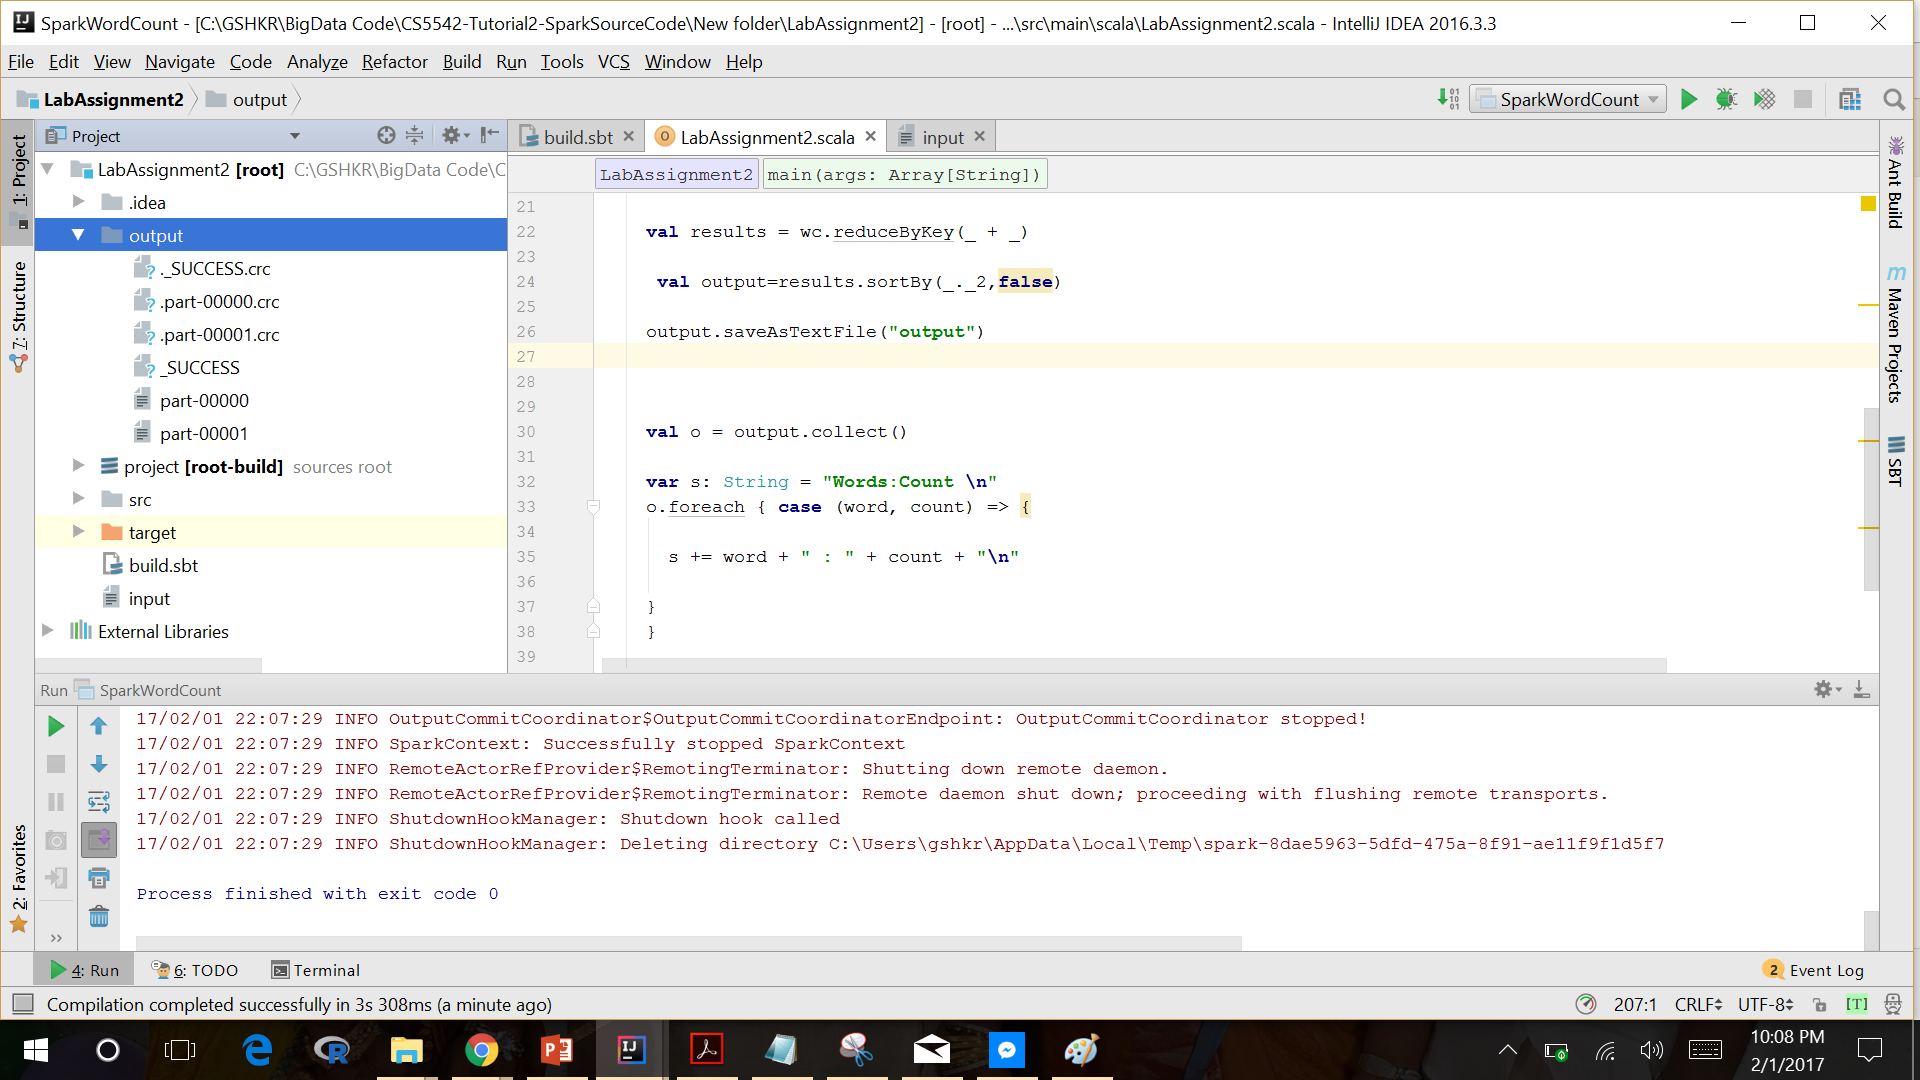 SparkWordCount - [C:\GSHKR\BigData Code\CS5542-Tutorial2-SparkSourceCode\New folder\LabAssignment2] - [root] - ...\src\main\scala\LabAssignment2.scala - IntelliJ IDEA 2016.3.3
File Edit View Navigate Code Analyze Refactor Build Run Tools VCS Window Help
LabAssignment2 output
SparkWordCount
Project
build.sbt LabAssignment2.scala input
LabAssignment2 main(args: Array[String])
1: Project
7: Structure
2: Favorites
LabAssignment2 [root] C:\GSHKR\BigData Code\C
.idea
output
._SUCCESS.crc
.part-00000.crc
.part-00001.crc
_SUCCESS
part-00000
part-00001
project [root-build] sources root
src
target
build.sbt
input
External Libraries
21
22 val results = wc.reduceByKey(_ + _)
23
24 val output=results.sortBy(_._2,false)
25
26 output.saveAsTextFile("output")
27
28
29
30 val o = output.collect()
31
32 var s: String = "Words:Count \n"
33 o.foreach { case (word, count) => {
34
35 s += word + " : " + count + "\n"
36
37 }
38 }
39
Ant Build
Maven Projects
SBT
Run SparkWordCount
17/02/01 22:07:29 INFO OutputCommitCoordinator$OutputCommitCoordinatorEndpoint: OutputCommitCoordinator stopped!
17/02/01 22:07:29 INFO SparkContext: Successfully stopped SparkContext
17/02/01 22:07:29 INFO RemoteActorRefProvider$RemotingTerminator: Shutting down remote daemon.
17/02/01 22:07:29 INFO RemoteActorRefProvider$RemotingTerminator: Remote daemon shut down; proceeding with flushing remote transports.
17/02/01 22:07:29 INFO ShutdownHookManager: Shutdown hook called
17/02/01 22:07:29 INFO ShutdownHookManager: Deleting directory C:\Users\gshkr\AppData\Local\Temp\spark-8dae5963-5dfd-475a-8f91-ae11f9f1d5f7
Process finished with exit code 0
4: Run 6: TODO Terminal 2 Event Log
Compilation completed successfully in 3s 308ms (a minute ago) 207:1 CRLF UTF-8 [T]
10:08 PM
2/1/2017